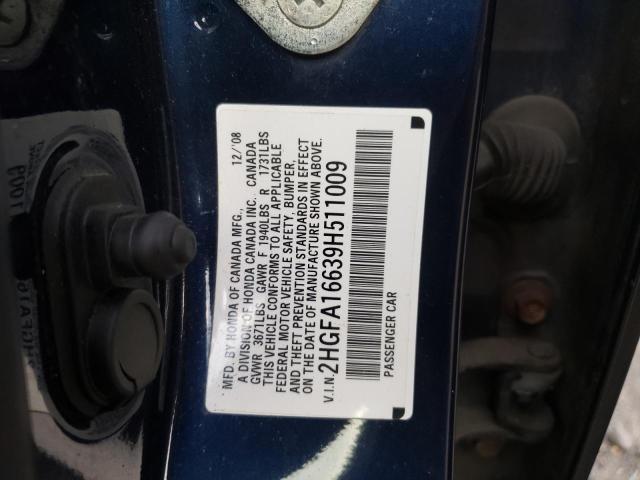 MFD. BY HONDA OF CANADA MFG., 12/'08
A DIVISION OF HONDA CANADA INC. CANADA
GVWR 3671LBS GAWR F 1940LBS R 1731LBS
THIS VEHICLE CONFORMS TO ALL APPLICABLE
FEDERAL MOTOR VEHICLE SAFETY, BUMPER,
AND THEFT PREVENTION STANDARDS IN EFFECT
ON THE DATE OF MANUFACTURE SHOWN ABOVE.
V.I.N. 2HGFA16639H511009
PASSENGER CAR